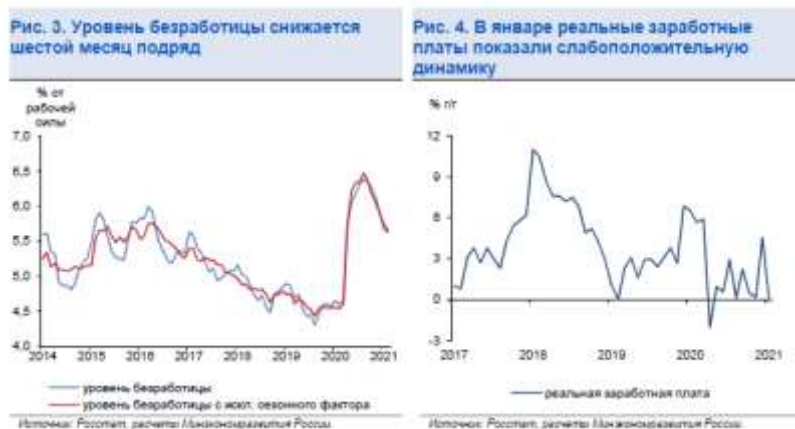 Рис. 3. Уровень безработицы снижается
шестой месяц подряд
% от
рабочей
силы
7,0
6,5
6,0
5,5
5,0
4,5
4,0
2014 2015 2016 2017 2018 2019 2020 2021
уровень безработицы
уровень безработицы с искл. сезонного фактора
Источник: Росстат, расчеты Минэкономразвития России.
Рис. 4. В январе реальные заработные
платы показали слабоположительную
динамику
% г/г
12
9
6
3
0
-3
2017 2018 2019 2020 2021
реальная заработная плата
Источник: Росстат, расчеты Минэкономразвития России.